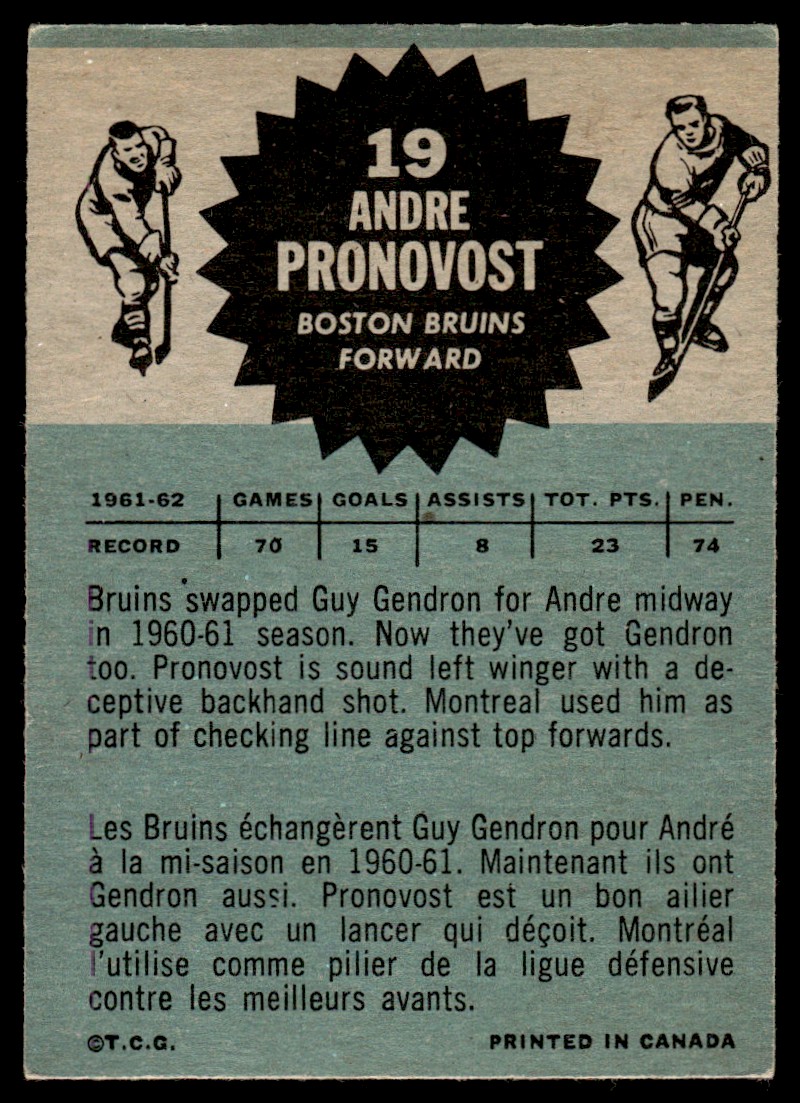 19
ANDRE
PRONOVOST
BOSTON BRUINS
FORWARD
1961-62 GAMES GOALS ASSISTS TOT. PTS. PEN.
RECORD 70 15 8 23 74
Bruins swapped Guy Gendron for Andre midway
in 1960-61 season. Now they've got Gendron
too. Pronovost is sound left winger with a de-
ceptive backhand shot. Montreal used him as
part of checking line against top forwards.
Les Bruins échangèrent Guy Gendron pour André
à la mi-saison en 1960-61. Maintenant ils ont
Gendron aussi. Pronovost est un bon ailier
gauche avec un lancer qui déçoit. Montréal
l'utilise comme pilier de la ligue défensive
contre les meilleurs avants.
©T.C.G. PRINTED IN CANADA